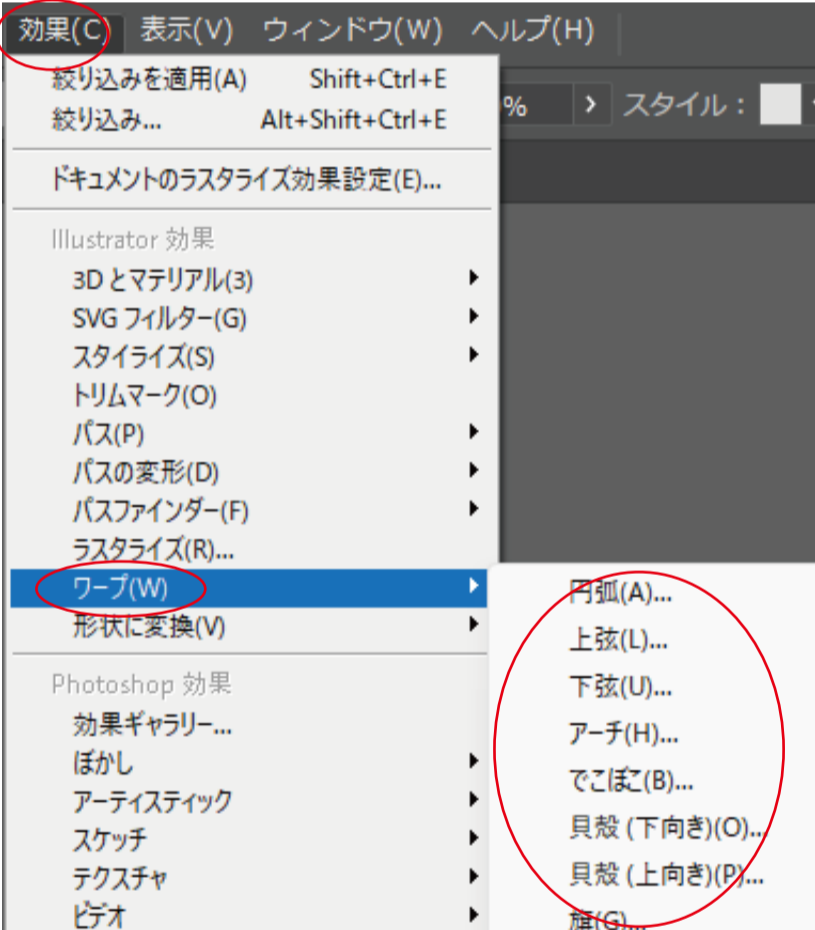 効果(C) 表示(V) ウィンドウ(W) ヘルプ(H)
絞り込みを適用(A) Shift+Ctrl+E
絞り込み... Alt+Shift+Ctrl+E
% スタイル：
ドキュメントのラスタライズ効果設定(E)...
Illustrator 効果
3D とマテリアル(3)
SVG フィルター(G)
スタイライズ(S)
トリムマーク(O)
パス(P)
パスの変形(D)
パスファインダー(F)
ラスタライズ(R)...
ワープ(W)
形状に変換(V)
Photoshop 効果
効果ギャラリー...
ぼかし
アーティスティック
スケッチ
テクスチャ
ビデオ
円弧(A)...
上弦(L)...
下弦(U)...
アーチ(H)...
でこぼこ(B)...
貝殻 (下向き)(O)...
貝殻 (上向き)(P)...
旗(G)...